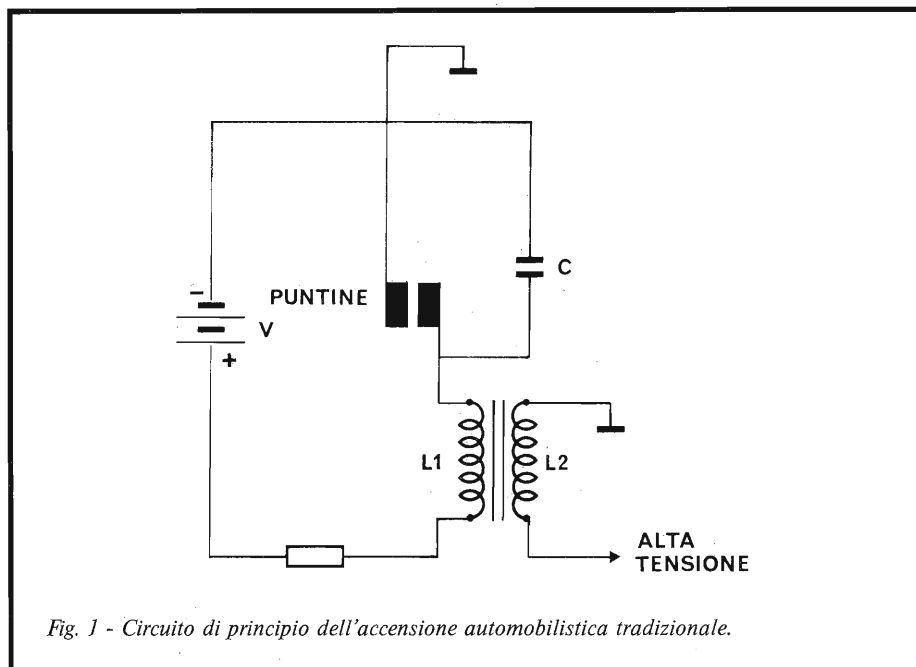 PUNTINE
C
−
V
+
L1
L2
ALTA
TENSIONE
Fig. 1 - Circuito di principio dell'accensione automobilistica tradizionale.